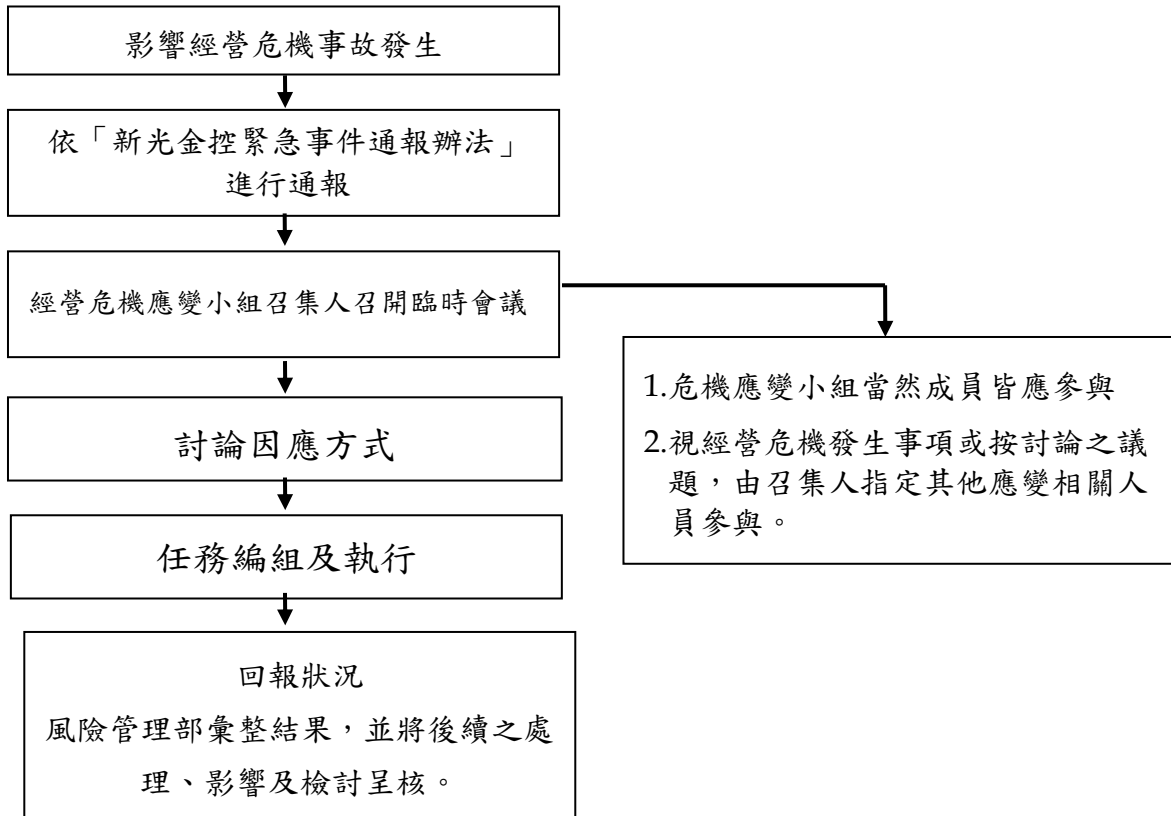 影響經營危機事故發生
依「新光金控緊急事件通報辦法」
進行通報
經營危機應變小組召集人召開臨時會議
1.危機應變小組當然成員皆應參與
2.視經營危機發生事項或按討論之議
題，由召集人指定其他應變相關人
員參與。
討論因應方式
任務編組及執行
回報狀況
風險管理部彙整結果，並將後續之處
理、影響及檢討呈核。